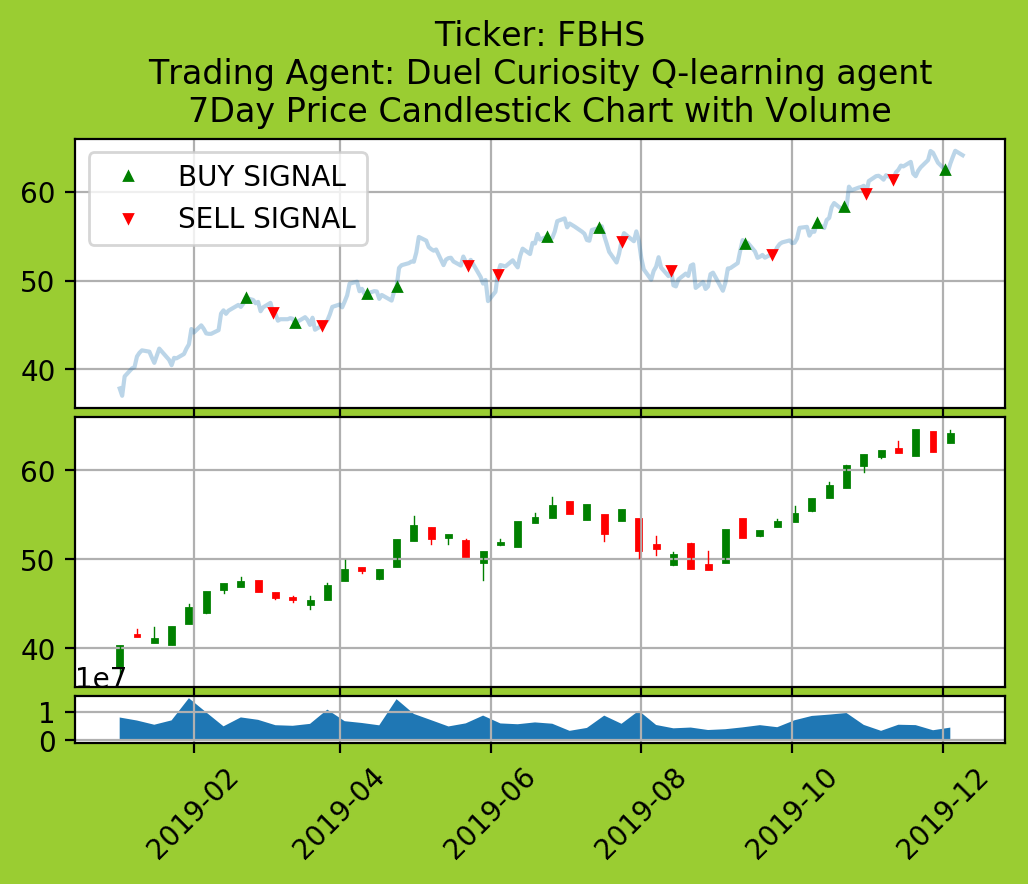 Ticker: FBHS
Trading Agent: Duel Curiosity Q-learning agent
7Day Price Candlestick Chart with Volume
BUY SIGNAL
SELL SIGNAL
60
50
40
60
50
40
1e7
1
0
2019-02
2019-04
2019-06
2019-08
2019-10
2019-12